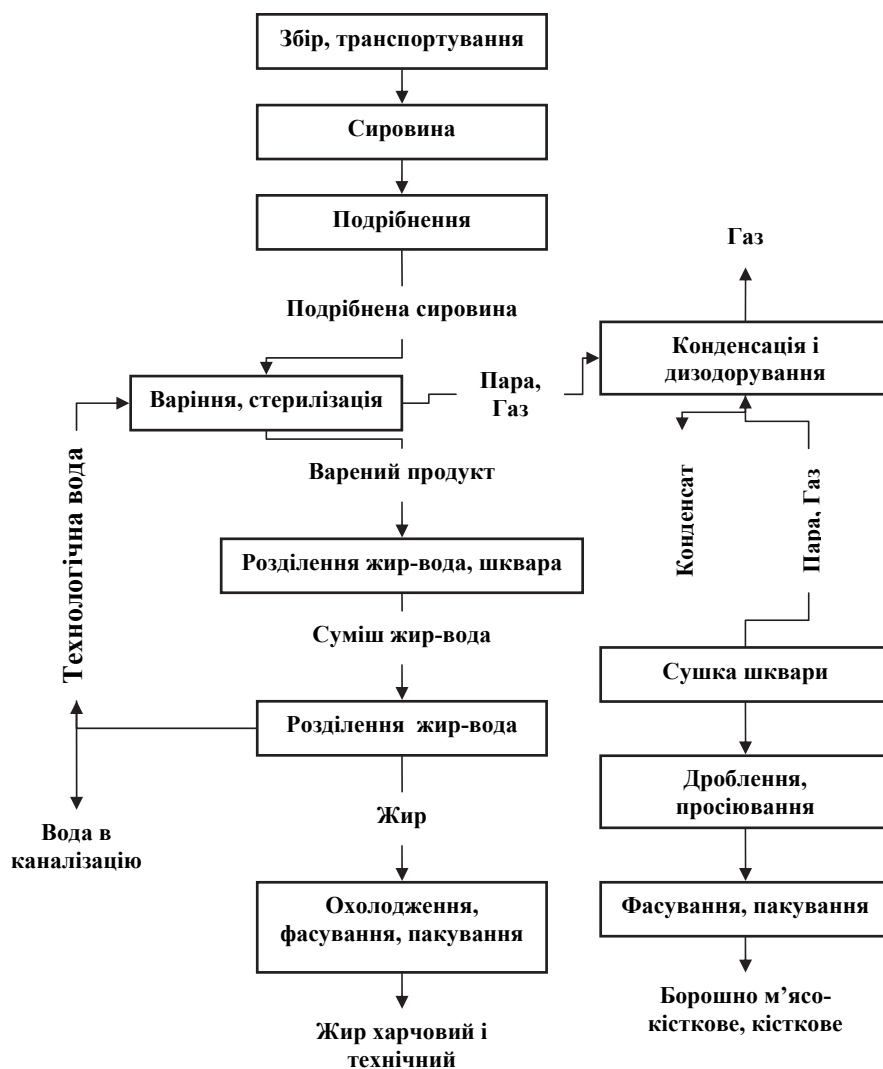 Збір, транспортування
Сировина
Подрібнення
Газ
Подрібнена сировина
Конденсація і
дизодорування
Варіння, стерилізація
Пара,
Газ
Технологічна вода
Варений продукт
Конденсат
Пара, Газ
Розділення жир-вода, шквара
Суміш жир-вода
Сушка шквари
Розділення жир-вода
Дроблення,
просіювання
Жир
Вода в
каналізацію
Охолодження,
фасування, пакування
Фасування, пакування
Борошно м’ясо-
кісткове, кісткове
Жир харчовий і
технічний